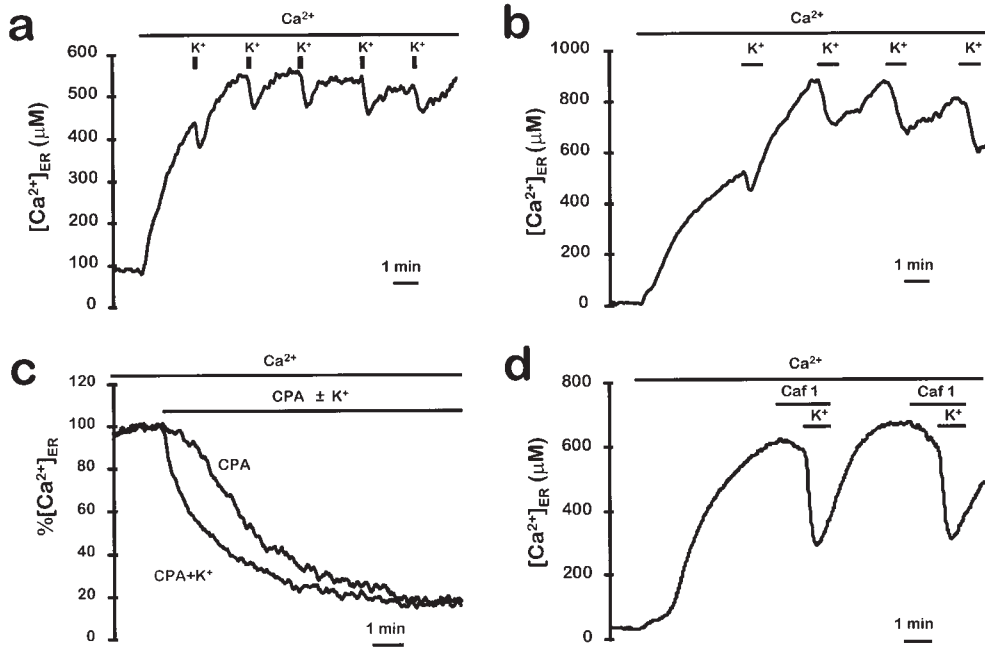 a
Ca²⁺
K⁺ K⁺ K⁺ K⁺ K⁺
600
500
400
300
200
100
0
[Ca²⁺]ER (µM)
1 min
b
Ca²⁺
K⁺ K⁺ K⁺ K⁺
1000
800
600
400
200
0
[Ca²⁺]ER (µM)
1 min
c
Ca²⁺
CPA ± K⁺
120
100
80
60
40
20
0
%[Ca²⁺]ER
CPA
CPA+K⁺
1 min
d
Ca²⁺
Caf 1 Caf 1
K⁺ K⁺
800
600
400
200
0
[Ca²⁺]ER (µM)
1 min